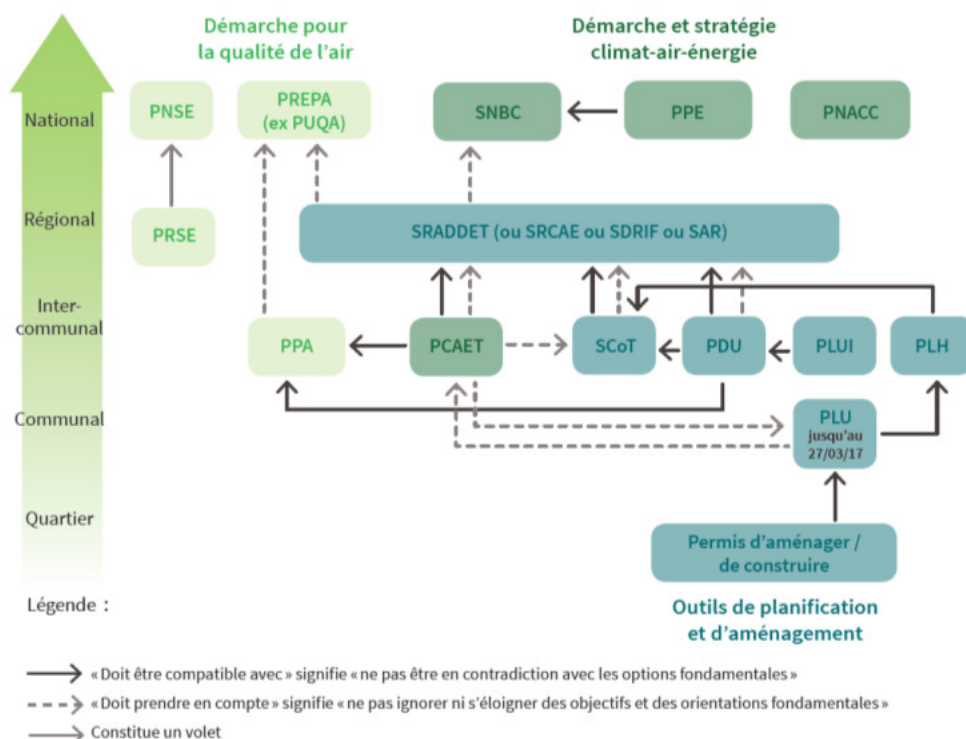 Démarche pour
la qualité de l’air
Démarche et stratégie
climat-air-énergie
National
PNSE
PREPA
(ex PUQA)
SNBC
PPE
PNACC
Régional
PRSE
SRADDET (ou SRCAE ou SDRIF ou SAR)
Inter-
communal
PPA
PCAET
SCoT
PDU
PLUI
PLH
Communal
PLU
jusqu’au
27/03/17
Quartier
Permis d’aménager /
de construire
Légende :
Outils de planification
et d’aménagement
« Doit être compatible avec » signifie « ne pas être en contradiction avec les options fondamentales »
« Doit prendre en compte » signifie « ne pas ignorer ni s’éloigner des objectifs et des orientations fondamentales »
Constitue un volet